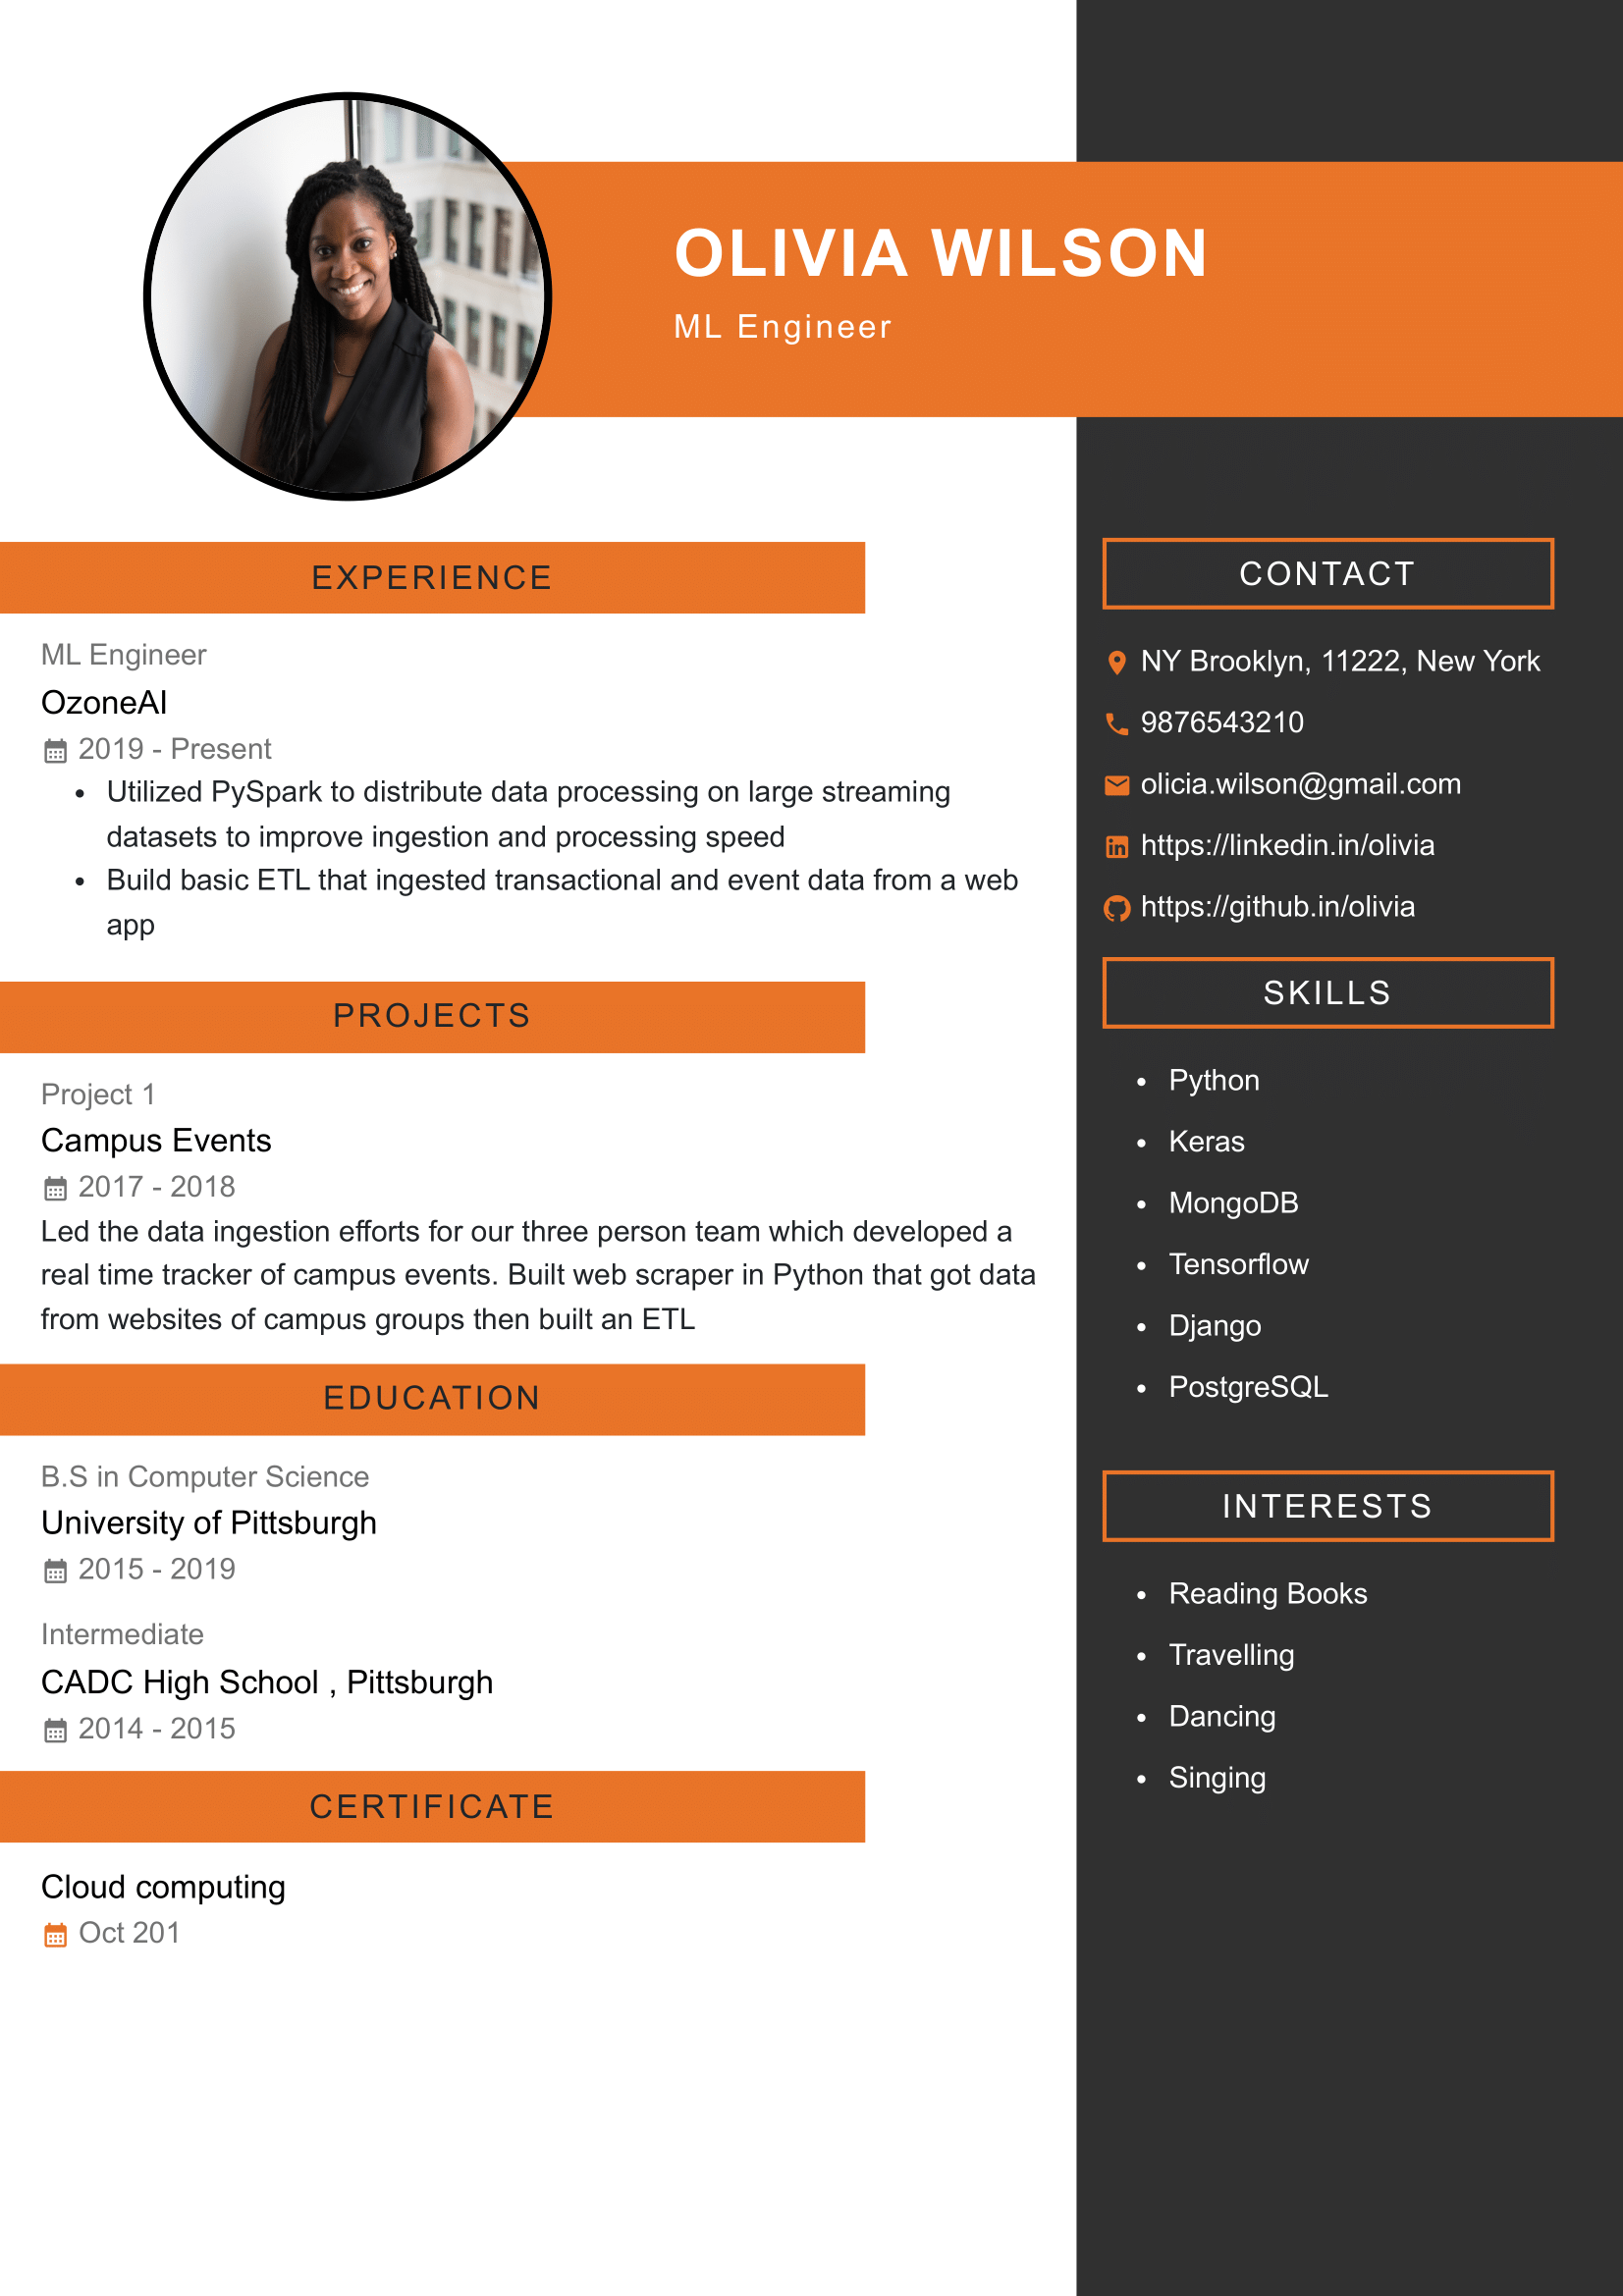 OLIVIA WILSON
ML Engineer
EXPERIENCE
ML Engineer
OzoneAI
2019 - Present
• Utilized PySpark to distribute data processing on large streaming
datasets to improve ingestion and processing speed
• Build basic ETL that ingested transactional and event data from a web
app
PROJECTS
Project 1
Campus Events
2017 - 2018
Led the data ingestion efforts for our three person team which developed a
real time tracker of campus events. Built web scraper in Python that got data
from websites of campus groups then built an ETL
EDUCATION
B.S in Computer Science
University of Pittsburgh
2015 - 2019
Intermediate
CADC High School , Pittsburgh
2014 - 2015
CERTIFICATE
Cloud computing
Oct 201
CONTACT
NY Brooklyn, 11222, New York
9876543210
olicia.wilson@gmail.com
https://linkedin.in/olivia
https://github.in/olivia
SKILLS
• Python
• Keras
• MongoDB
• Tensorflow
• Django
• PostgreSQL
INTERESTS
• Reading Books
• Travelling
• Dancing
• Singing